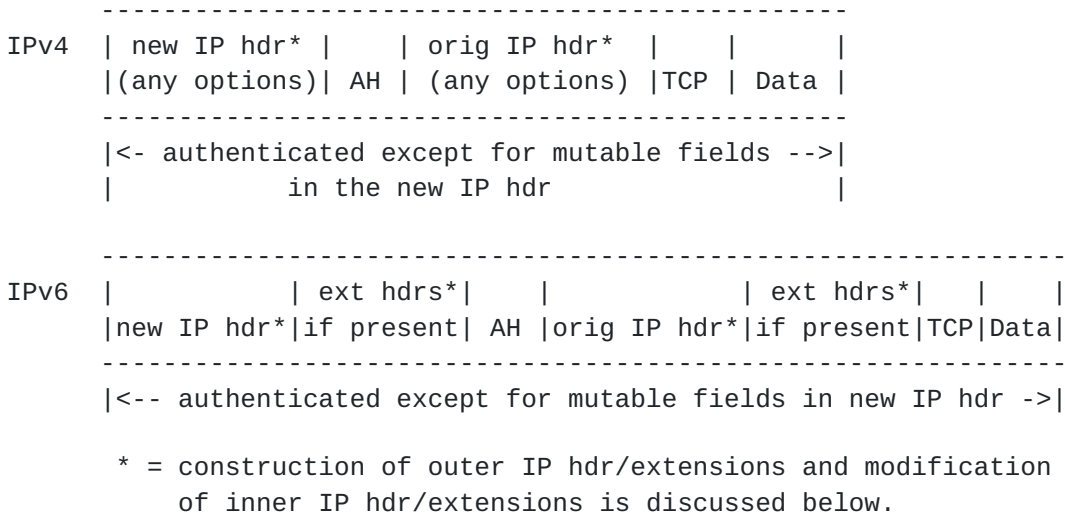 ------------------------------------------------
IPv4  | new IP hdr* |    | orig IP hdr*  |    |      |
      |(any options)| AH | (any options) |TCP | Data |
      ------------------------------------------------
      |<- authenticated except for mutable fields -->|
      |           in the new IP hdr                  |
      --------------------------------------------------------------
IPv6  |           | ext hdrs*|    |            | ext hdrs*|   |    |
      |new IP hdr*|if present| AH |orig IP hdr*|if present|TCP|Data|
      --------------------------------------------------------------
      |<-- authenticated except for mutable fields in new IP hdr ->|
       * = construction of outer IP hdr/extensions and modification
           of inner IP hdr/extensions is discussed below.